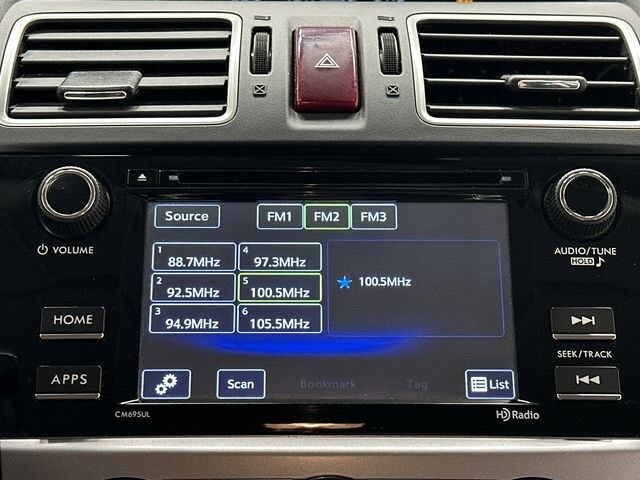 VOLUME
AUDIO/TUNE
HOLD
Source
FM1 FM2 FM3
1 88.7MHz
4 97.3MHz
2 92.5MHz
5 100.5MHz
3 94.9MHz
6 105.5MHz
100.5MHz
HOME
APPS
SEEK/TRACK
Scan
Bookmark
Tag
List
CM695UL
HD Radio